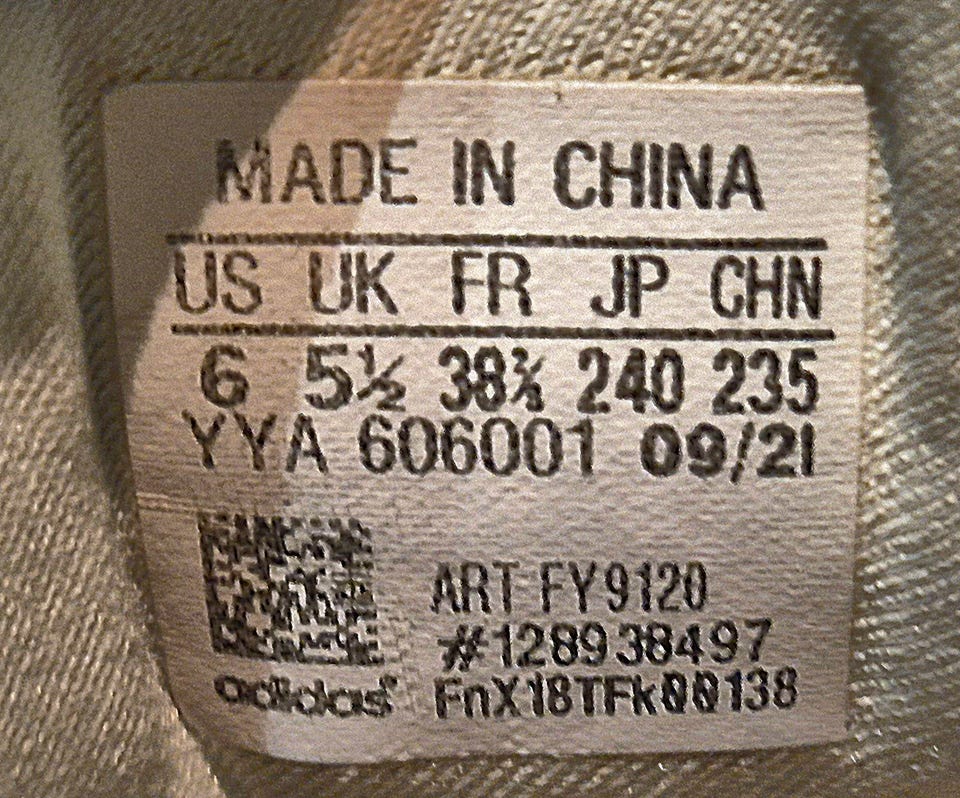 MADE IN CHINA
US UK FR JP CHN
6 5½ 38⅔ 240 235
YYA 606001 09/21
ART FY9120
#128938497
adidas FnX18TFk00138